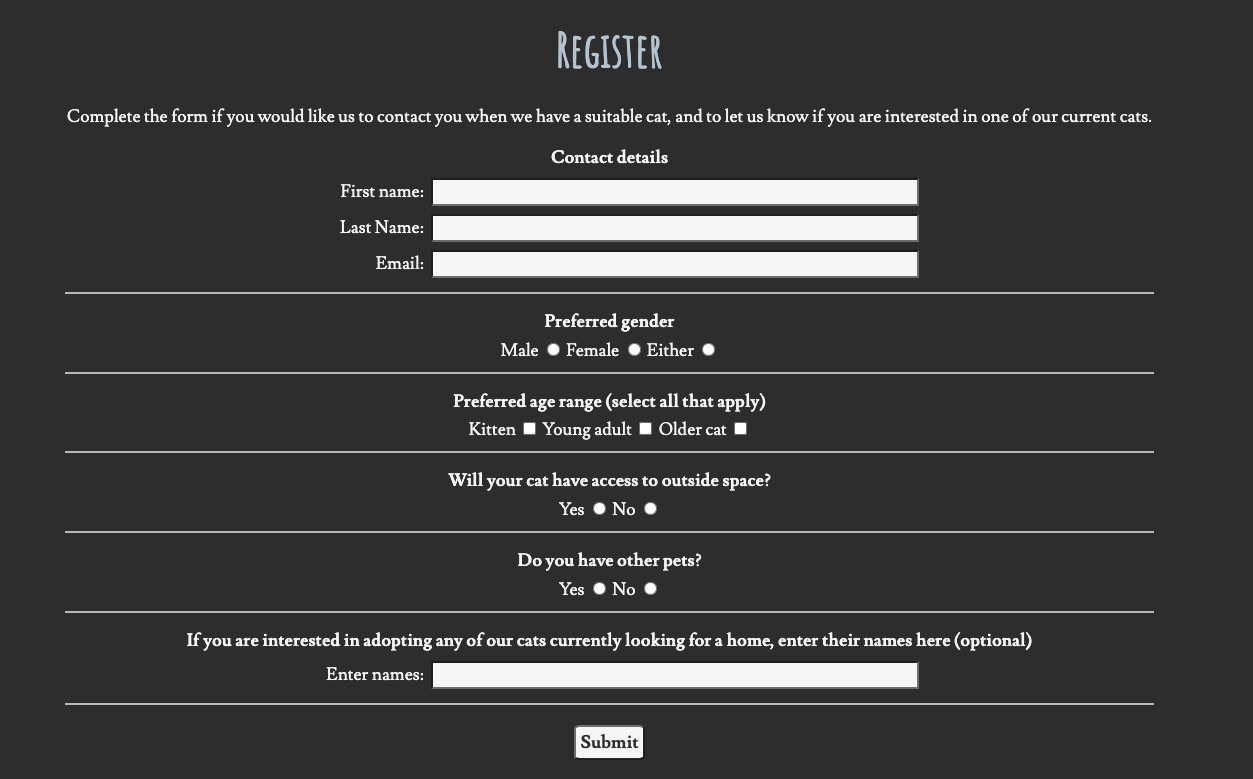 Register
Complete the form if you would like us to contact you when we have a suitable cat, and to let us know if you are interested in one of our current cats.
Contact details
First name:
Last Name:
Email:
Preferred gender
Male Female Either
Preferred age range (select all that apply)
Kitten Young adult Older cat
Will your cat have access to outside space?
Yes No
Do you have other pets?
Yes No
If you are interested in adopting any of our cats currently looking for a home, enter their names here (optional)
Enter names:
Submit